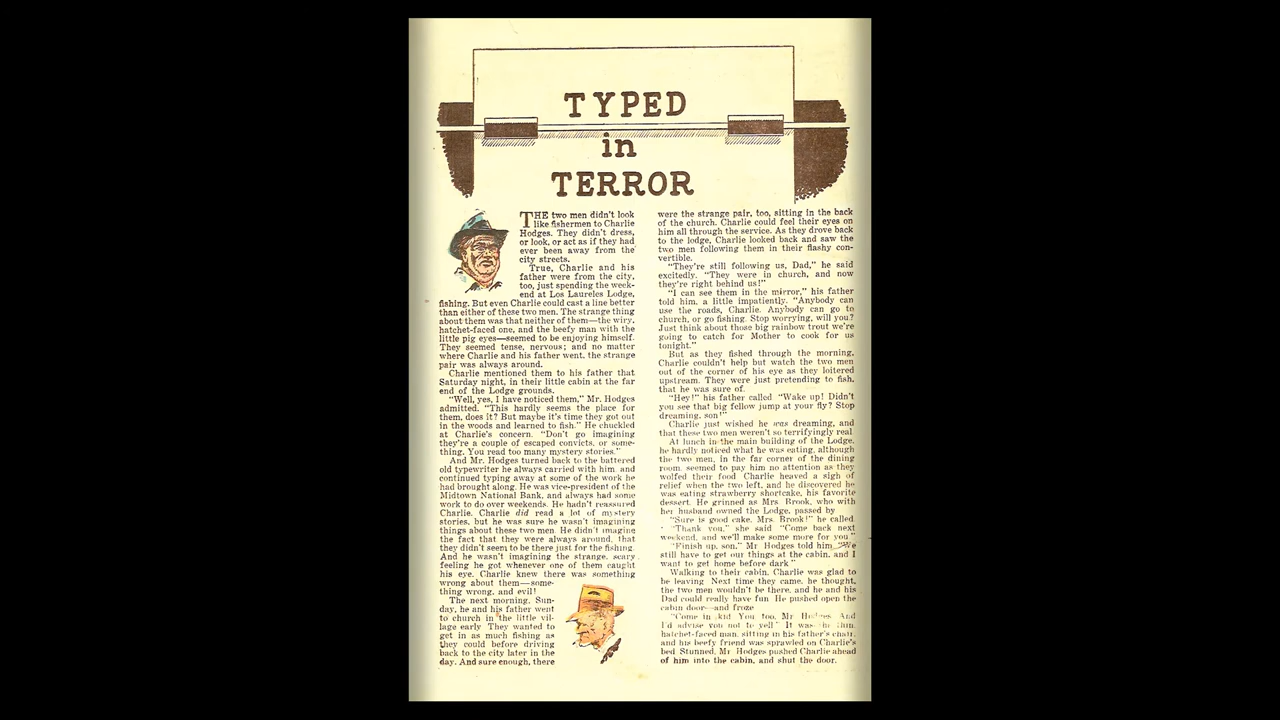 TYPED
in
TERROR
THE two men didn't look
like fishermen to Charlie
Hodges. They didn't dress,
or look, or act as if they had
ever been away from the
city streets.
True, Charlie and his
father were from the city,
too, just spending the week-
end at Los Laureles Lodge,
fishing. But even Charlie could cast a line better
than either of these two men. The strange thing
about them was that neither of them—the wiry,
hatchet-faced one, and the beefy man with the
little pig eyes—seemed to be enjoying himself.
They seemed tense, nervous; and no matter
where Charlie and his father went, the strange
pair was always around.
Charlie mentioned them to his father that
Saturday night, in their little cabin at the far
end of the Lodge grounds.
"Well, yes, I have noticed them," Mr. Hodges
admitted. "This hardly seems the place for
them, does it? But maybe it's time they got out
in the woods and learned to fish." He chuckled
at Charlie's concern. "Don't go imagining
they're a couple of escaped convicts, or some-
thing. You read too many mystery stories."
And Mr. Hodges turned back to the battered
old typewriter he always carried with him and
continued typing away at some of the work he
had brought along. He was vice-president of the
Midtown National Bank, and always had some
work to do over weekends. He hadn't reassured
Charlie. Charlie did read a lot of mystery
stories, but he was sure he wasn't imagining
things about these two men. He didn't imagine
the fact that they were always around, that
they didn't seem to be there just for the fishing.
And he wasn't imagining the strange, scary
feeling he got whenever one of them caught
his eye. Charlie knew there was something
wrong about them—some-
thing wrong, and evil!
The next morning, Sun-
day, he and his father went
to church in the little vil-
lage early They wanted to
get in as much fishing as
they could before driving
back to the city later in the
day. And sure enough, there
were the strange pair, too, sitting in the back
of the church. Charlie could feel their eyes on
him all through the service. As they drove back
to the lodge, Charlie looked back and saw the
two men following them in their flashy con-
vertible.
"They're still following us, Dad," he said
excitedly. "They were in church, and now
they're right behind us!"
"I can see them in the mirror," his father
told him, a little impatiently. "Anybody can
use the roads, Charlie. Anybody can go to
church, or go fishing. Stop worrying, will you?
Just think about those big rainbow trout we're
going to catch for Mother to cook for us
tonight."
But as they fished through the morning,
Charlie couldn't help but watch the two men
out of the corner of his eye as they loitered
upstream. They were just pretending to fish,
that he was sure of.
"Hey!" his father called "Wake up! Didn't
you see that big fellow jump at your fly? Stop
dreaming, son!"
Charlie just wished he was dreaming, and
that these two men weren't so terrifyingly real
At lunch in the main building of the Lodge,
he hardly noticed what he was eating, although
the two men, in the far corner of the dining
room, seemed to pay him no attention as they
wolfed their food Charlie heaved a sigh of
relief when the two left, and he discovered he
was eating strawberry shortcake, his favorite
dessert. He grinned as Mrs Brook, who with
her husband owned the Lodge, passed by
"Sure is good cake, Mrs. Brook!" he called
"Thank you," she said "Come back next
weekend, and we'll make some more for you"
"Finish up, son," Mr Hodges told him "We
still have to get our things at the cabin, and I
want to get home before dark"
Walking to their cabin, Charlie was glad to
be leaving Next time they came, he thought,
the two men wouldn't be there, and he and his
Dad could really have fun He pushed open the
cabin door—and froze
"Come in kid You too, Mr Hodges And
I'd advise you not to yell" It was the thin,
hatchet-faced man, sitting in his father's chair,
and his beefy friend was sprawled on Charlie's
bed Stunned, Mr Hodges pushed Charlie ahead
of him into the cabin, and shut the door.